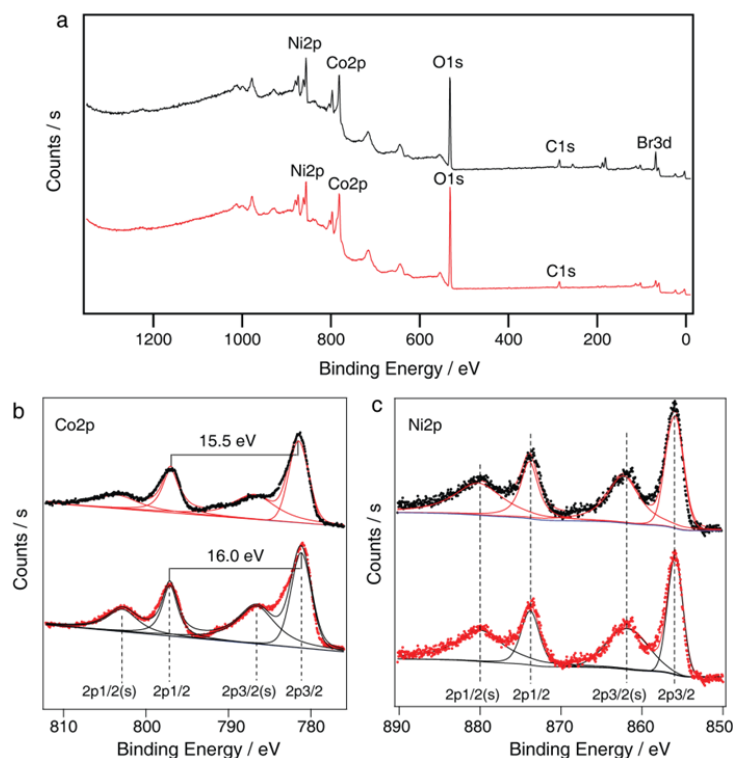 a
Ni2p
Co2p
O1s
C1s
Br3d
Ni2p
Co2p
O1s
C1s
Counts / s
1200 1000 800 600 400 200 0
Binding Energy / eV
b
Co2p
15.5 eV
16.0 eV
Counts / s
2p1/2(s) 2p1/2 2p3/2(s) 2p3/2
810 800 790 780
Binding Energy / eV
c
Ni2p
Counts / s
2p1/2(s) 2p1/2 2p3/2(s) 2p3/2
890 880 870 860 850
Binding Energy / eV